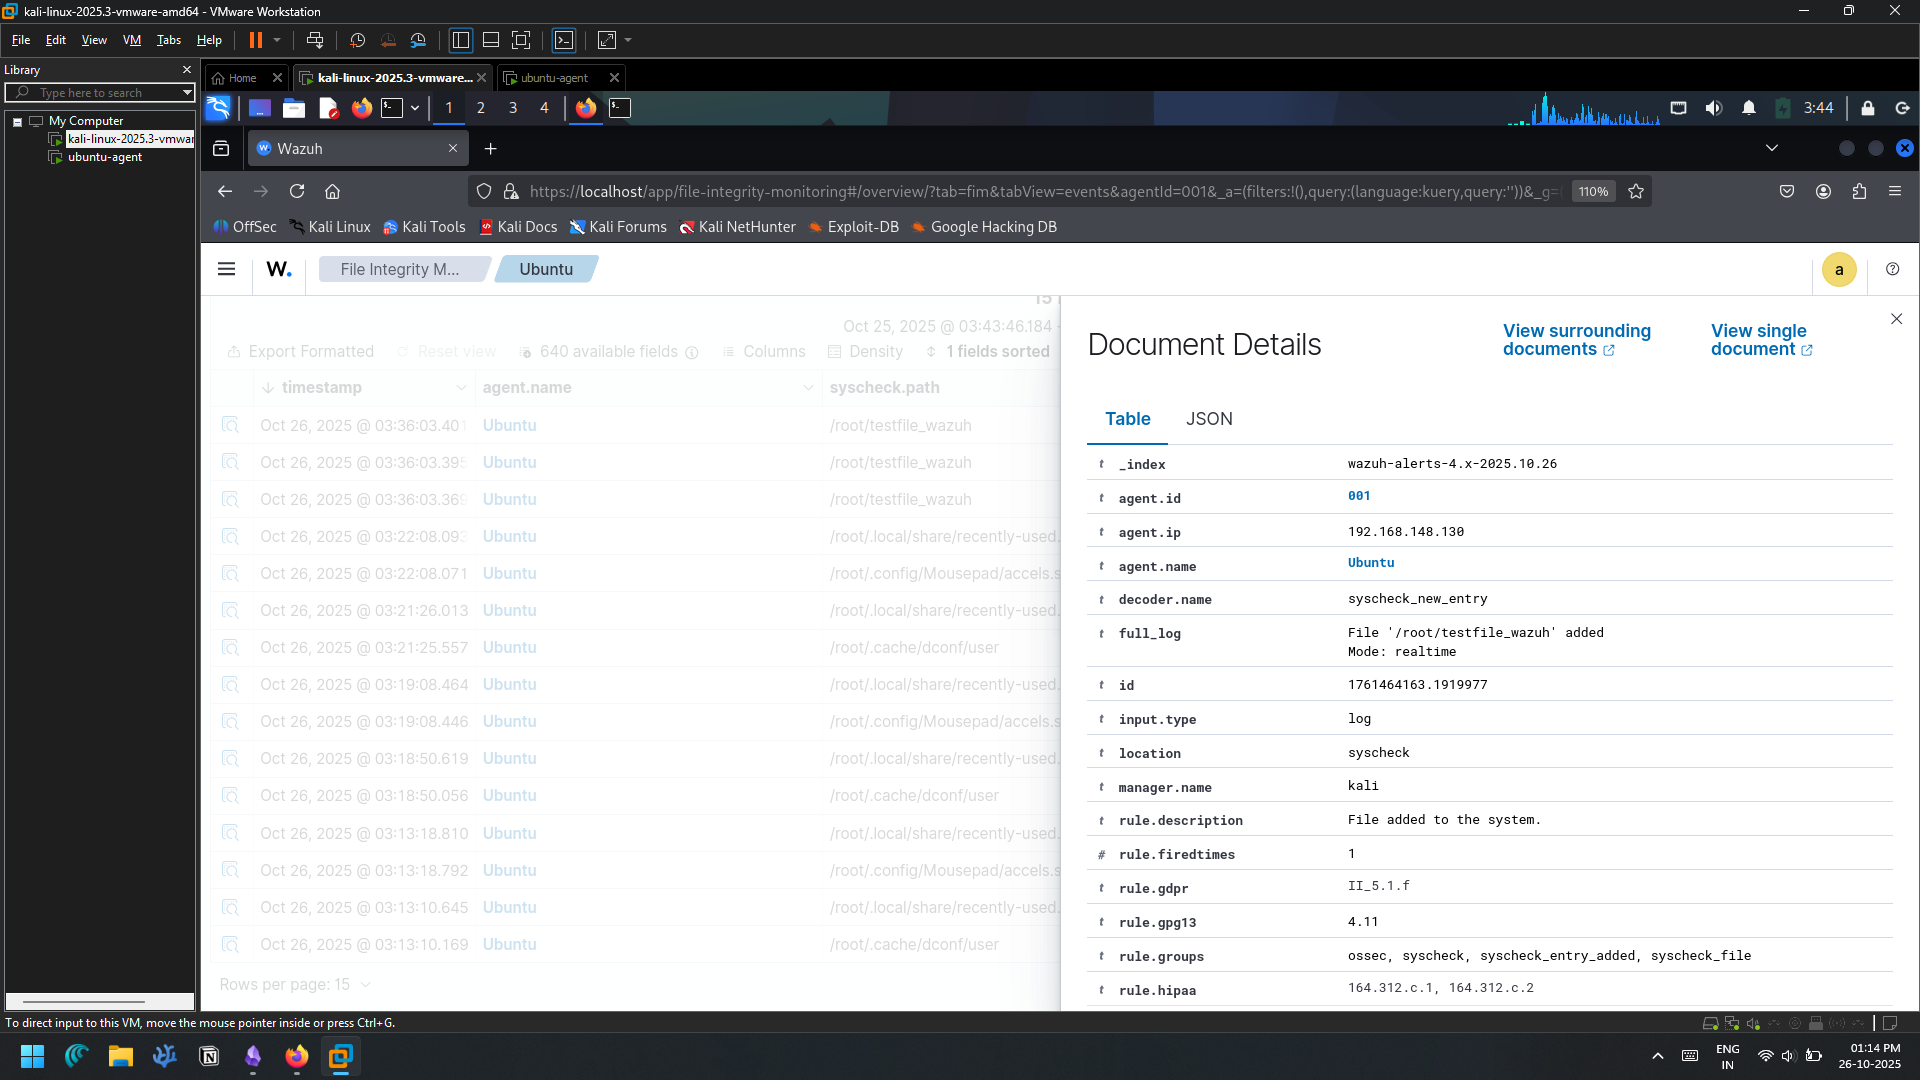 kali-linux-2025.3-vmware-amd64 - VMware Workstation
File Edit View VM Tabs Help
Library
Type here to search
My Computer
kali-linux-2025.3-vmwar
ubuntu-agent
Home
kali-linux-2025.3-vmware...
ubuntu-agent
1 2 3 4
3:44
Wazuh
https://localhost/app/file-integrity-monitoring#/overview/?tab=fim&tabView=events&agentId=001&_a=(filters:!(),query:(language:kuery,query:''))&_g=(
110%
OffSec Kali Linux Kali Tools Kali Docs Kali Forums Kali NetHunter Exploit-DB Google Hacking DB
W.
File Integrity M...
Ubuntu
a
15
Oct 25, 2025 @ 03:43:46.184 -
Export Formatted Reset view 640 available fields Columns Density 1 fields sorted
timestamp agent.name syscheck.path
Oct 26, 2025 @ 03:36:03.401 Ubuntu /root/testfile_wazuh
Oct 26, 2025 @ 03:36:03.395 Ubuntu /root/testfile_wazuh
Oct 26, 2025 @ 03:36:03.369 Ubuntu /root/testfile_wazuh
Oct 26, 2025 @ 03:22:08.093 Ubuntu /root/.local/share/recently-used.
Oct 26, 2025 @ 03:22:08.071 Ubuntu /root/.config/Mousepad/accels.s
Oct 26, 2025 @ 03:21:26.013 Ubuntu /root/.local/share/recently-used.
Oct 26, 2025 @ 03:21:25.557 Ubuntu /root/.cache/dconf/user
Oct 26, 2025 @ 03:19:08.464 Ubuntu /root/.local/share/recently-used.
Oct 26, 2025 @ 03:19:08.446 Ubuntu /root/.config/Mousepad/accels.s
Oct 26, 2025 @ 03:18:50.619 Ubuntu /root/.local/share/recently-used.
Oct 26, 2025 @ 03:18:50.056 Ubuntu /root/.cache/dconf/user
Oct 26, 2025 @ 03:13:18.810 Ubuntu /root/.local/share/recently-used.
Oct 26, 2025 @ 03:13:18.792 Ubuntu /root/.config/Mousepad/accels.s
Oct 26, 2025 @ 03:13:10.645 Ubuntu /root/.local/share/recently-used.
Oct 26, 2025 @ 03:13:10.169 Ubuntu /root/.cache/dconf/user
Rows per page: 15
Document Details
View surrounding
documents
View single
document
Table JSON
t _index wazuh-alerts-4.x-2025.10.26
t agent.id 001
t agent.ip 192.168.148.130
t agent.name Ubuntu
t decoder.name syscheck_new_entry
t full_log File '/root/testfile_wazuh' added
Mode: realtime
t id 1761464163.1919977
t input.type log
t location syscheck
t manager.name kali
t rule.description File added to the system.
# rule.firedtimes 1
t rule.gdpr II_5.1.f
t rule.gpg13 4.11
t rule.groups ossec, syscheck, syscheck_entry_added, syscheck_file
t rule.hipaa 164.312.c.1, 164.312.c.2
To direct input to this VM, move the mouse pointer inside or press Ctrl+G.
ENG
IN
01:14 PM
26-10-2025